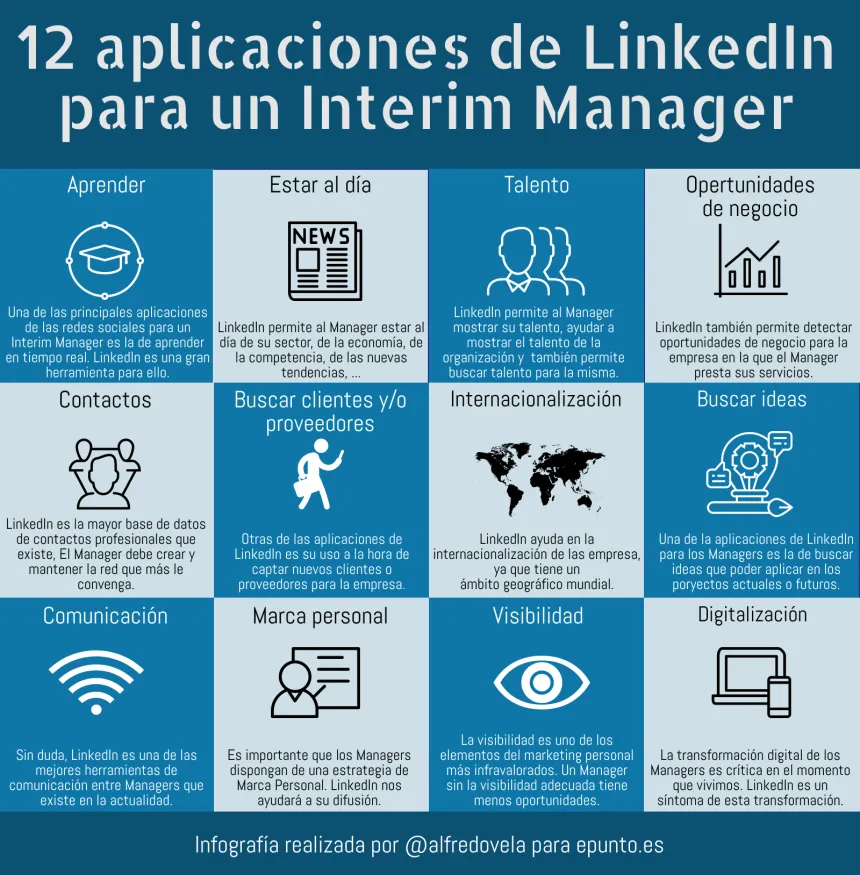 12 aplicaciones de LinkedIn
para un Interim Manager
Aprender
Una de las principales aplicaciones
de las redes sociales para un
Interim Manager es la de aprender
en tiempo real. LinkedIn es una gran
herramienta para ello.
Estar al día
NEWS
LinkedIn permite al Manager estar al
día de su sector, de la economía, de
la competencia, de las nuevas
tendencias, ...
Talento
LinkedIn permite al Manager
mostrar su talento, ayudar a
mostrar el talento de la
organización y también permite
buscar talento para la misma.
Opertunidades
de negocio
LinkedIn también permite detectar
oportunidades de negocio para la
empresa en la que el Manager
presta sus servicios.
Contactos
LinkedIn es la mayor base de datos
de contactos profesionales que
existe, El Manager debe crear y
mantener la red que más le
convenga.
Buscar clientes y/o
proveedores
Otras de las aplicaciones de
LinkedIn es su uso a la hora de
captar nuevos clientes o
proveedores para la empresa.
Internacionalización
LinkedIn ayuda en la
internacionalización de las empresa,
ya que tiene un
ámbito geográfico mundial.
Buscar ideas
Una de la aplicaciones de LinkedIn
para los Managers es la de buscar
ideas que poder aplicar en los
poryectos actuales o futuros.
Comunicación
Sin duda, LinkedIn es una de las
mejores herramientas de
comunicación entre Managers que
existe en la actualidad.
Marca personal
Es importante que los Managers
dispongan de una estrategia de
Marca Personal. LinkedIn nos
ayudará a su difusión.
Visibilidad
La visibilidad es uno de los
elementos del marketing personal
más infravalorados. Un Manager
sin la visibilidad adecuada tiene
menos oportunidades.
Digitalización
La transformación digital de los
Managers es crítica en el momento
que vivimos. LinkedIn es un
síntoma de esta transformación.
Infografía realizada por @alfredovela para epunto.es